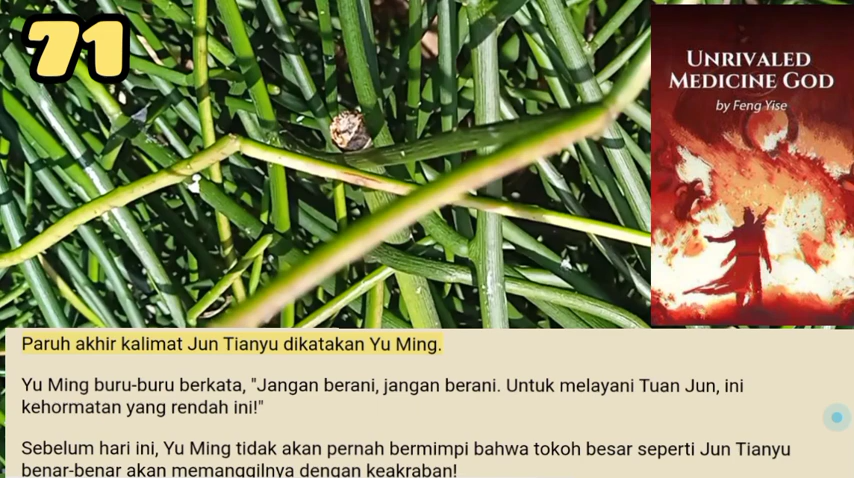 71
UNRIVALED
MEDICINE GOD
by Feng Yise
Paruh akhir kalimat Jun Tianyu dikatakan Yu Ming.
Yu Ming buru-buru berkata, "Jangan berani, jangan berani. Untuk melayani Tuan Jun, ini
kehormatan yang rendah ini!"
Sebelum hari ini, Yu Ming tidak akan pernah bermimpi bahwa tokoh besar seperti Jun Tianyu
benar-benar akan memanggilnya dengan keakraban!